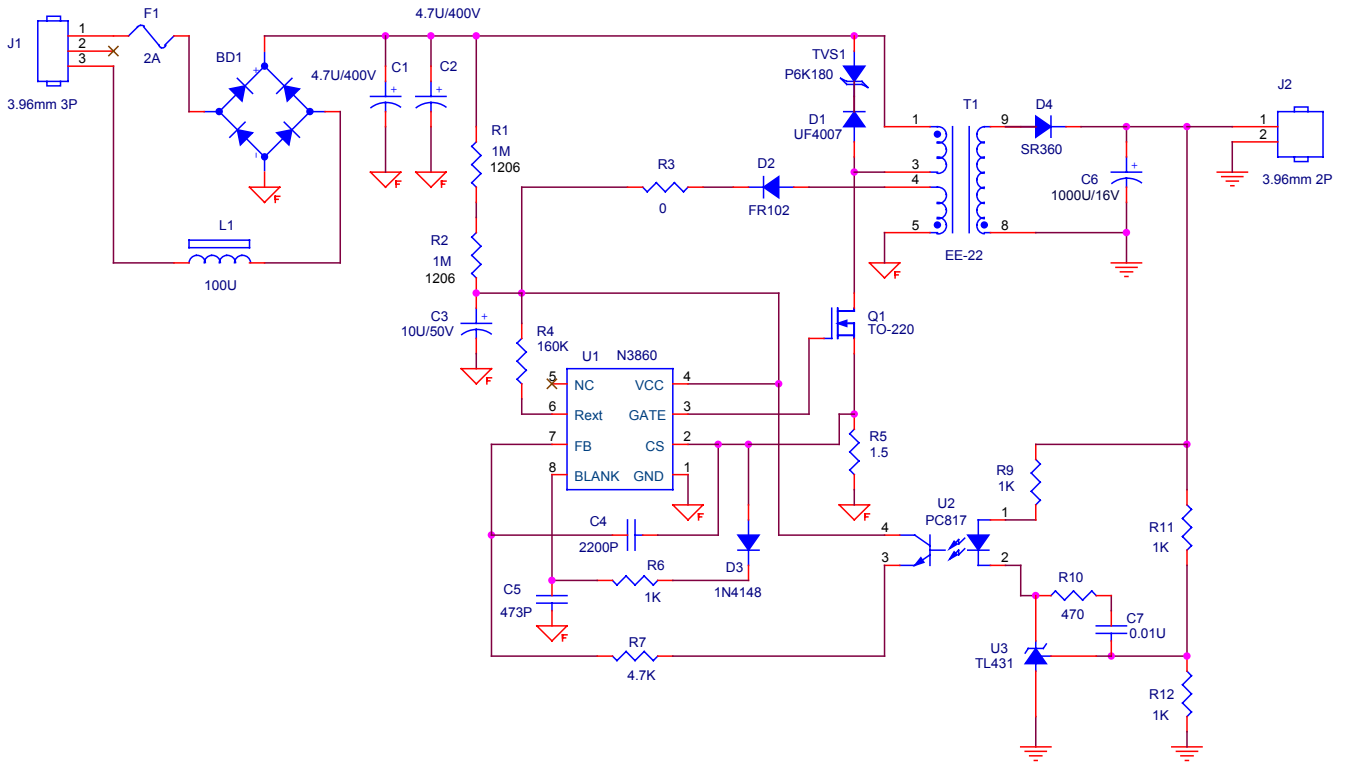 4.7U/400V
F1
J1
1
2
3
2A
3.96mm 3P
BD1
+
-
4.7U/400V
C1
+
C2
+
F
F
F
L1
100U
R1
1M
1206
R2
1M
1206
C3
10U/50V
+
F
R3
0
D2
FR102
TVS1
P6K180
D1
UF4007
T1
1
3
4
5
9
8
EE-22
F
D4
SR360
C6
1000U/16V
+
J2
1
2
3.96mm 2P
Q1
TO-220
R4
160K
U1
N3860
5
NC
VCC
4
6
Rext
GATE
3
7
FB
CS
2
8
BLANK
GND
1
F
R5
1.5
F
C4
2200P
R6
1K
D3
1N4148
C5
473P
F
R7
4.7K
U2
PC817
4
3
1
2
R9
1K
R11
1K
R10
470
C7
0.01U
U3
TL431
R12
1K